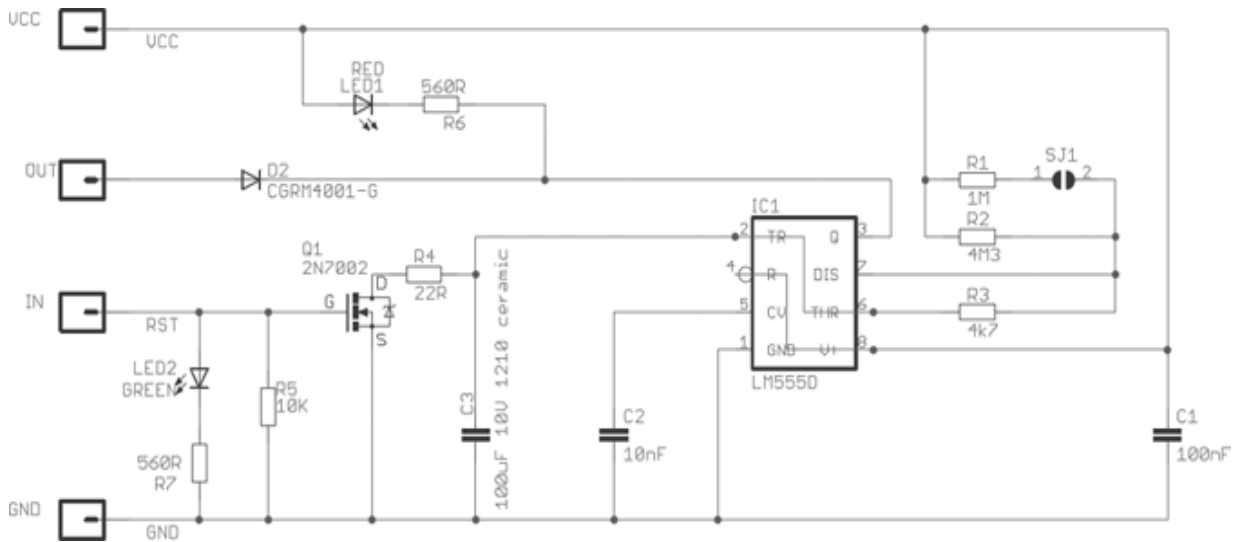 VCC
VCC
RED
LED1
560R
R6
OUT
D2
CGRM4001-G
R1
1M
SJ1
1
2
R2
4M3
IC1
2
TR
Q
3
4
R
DIS
7
5
CV
THR
6
1
GND
V+
8
LM555D
R3
4k7
Q1
2N7002
D
G
S
R4
22R
IN
RST
LED2
GREEN
R5
10K
560R
R7
C3
100uF 10V 1210 ceramic
C2
10nF
C1
100nF
GND
GND